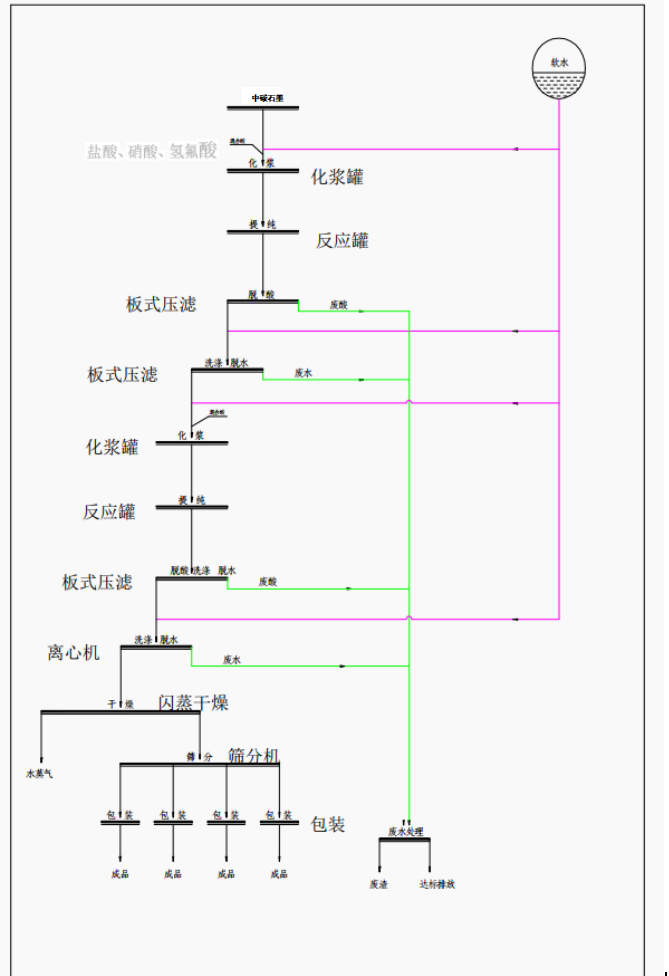 软水
中碳石墨
混合酸
盐酸、硝酸、氢氟酸
化 浆
化浆罐
提 纯
反应罐
脱 酸
板式压滤
废酸
洗涤 脱水
板式压滤
废水
混合酸
化 浆
化浆罐
提 纯
反应罐
脱酸 洗涤 脱水
板式压滤
废酸
洗涤 脱水
离心机
废水
干 燥
闪蒸干燥
水蒸气
筛 分
筛分机
包 装
包 装
包 装
包 装
包装
废水处理
成品
成品
成品
成品
废渣
达标排放